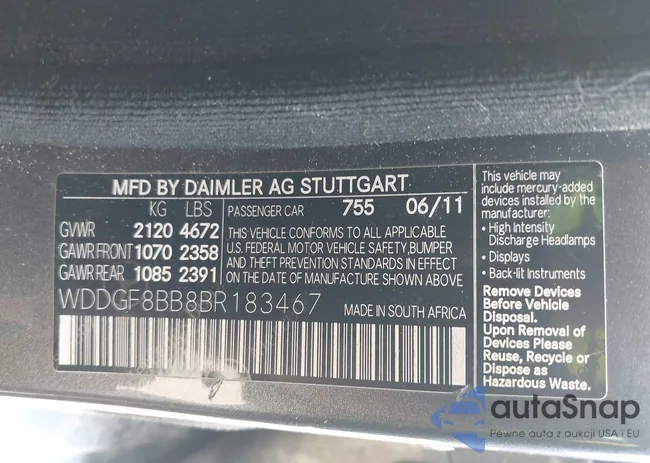 MFD BY DAIMLER AG STUTTGART
KG LBS
GVWR 2120 4672
GAWR FRONT 1070 2358
GAWR REAR 1085 2391
PASSENGER CAR 755 06/11
THIS VEHICLE CONFORMS TO ALL APPLICABLE
U.S. FEDERAL MOTOR VEHICLE SAFETY,BUMPER
AND THEFT PREVENTION STANDARDS IN EFFECT
ON THE DATE OF MANUFACTURE SHOWN ABOVE
WDDGF8BB8BR183467
MADE IN SOUTH AFRICA
This vehicle may
include mercury-added
devices installed by
the manufacturer:
• High Intensity
Discharge Headlamps
• Displays
• Back-lit Instruments
Remove Devices
Before Vehicle
Disposal.
Upon Removal of
Devices Please
Reuse, Recycle or
Dispose as
Hazardous Waste.
autoSnap
Pewne auta z aukcji USA i EU